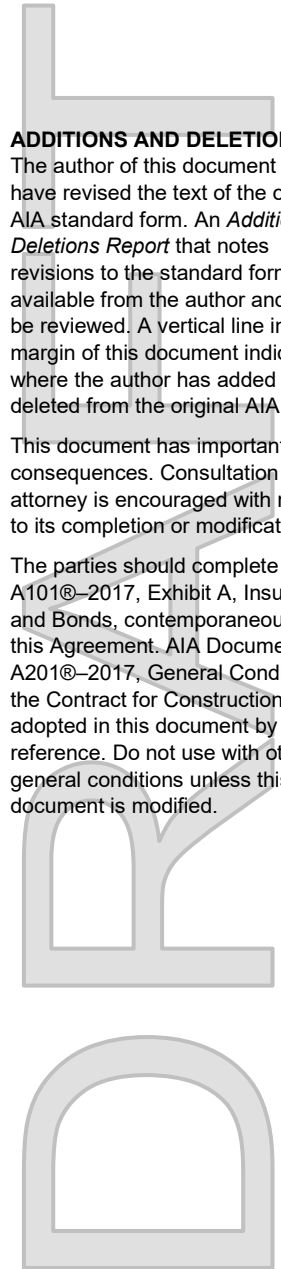 ADDITIONS AND DELETIO
The author of this document
have revised the text of the o
AIA standard form. An Additi
Deletions Report that notes
revisions to the standard for
available from the author an
be reviewed. A vertical line i
margin of this document indi
where the author has added
deleted from the original AIA
This document has importan
consequences. Consultation
attorney is encouraged with
to its completion or modificat
The parties should complete
A101®–2017, Exhibit A, Insu
and Bonds, contemporaneou
this Agreement. AIA Docume
A201®–2017, General Cond
the Contract for Construction
adopted in this document by
reference. Do not use with ot
general conditions unless thi
document is modified.
DRAFT